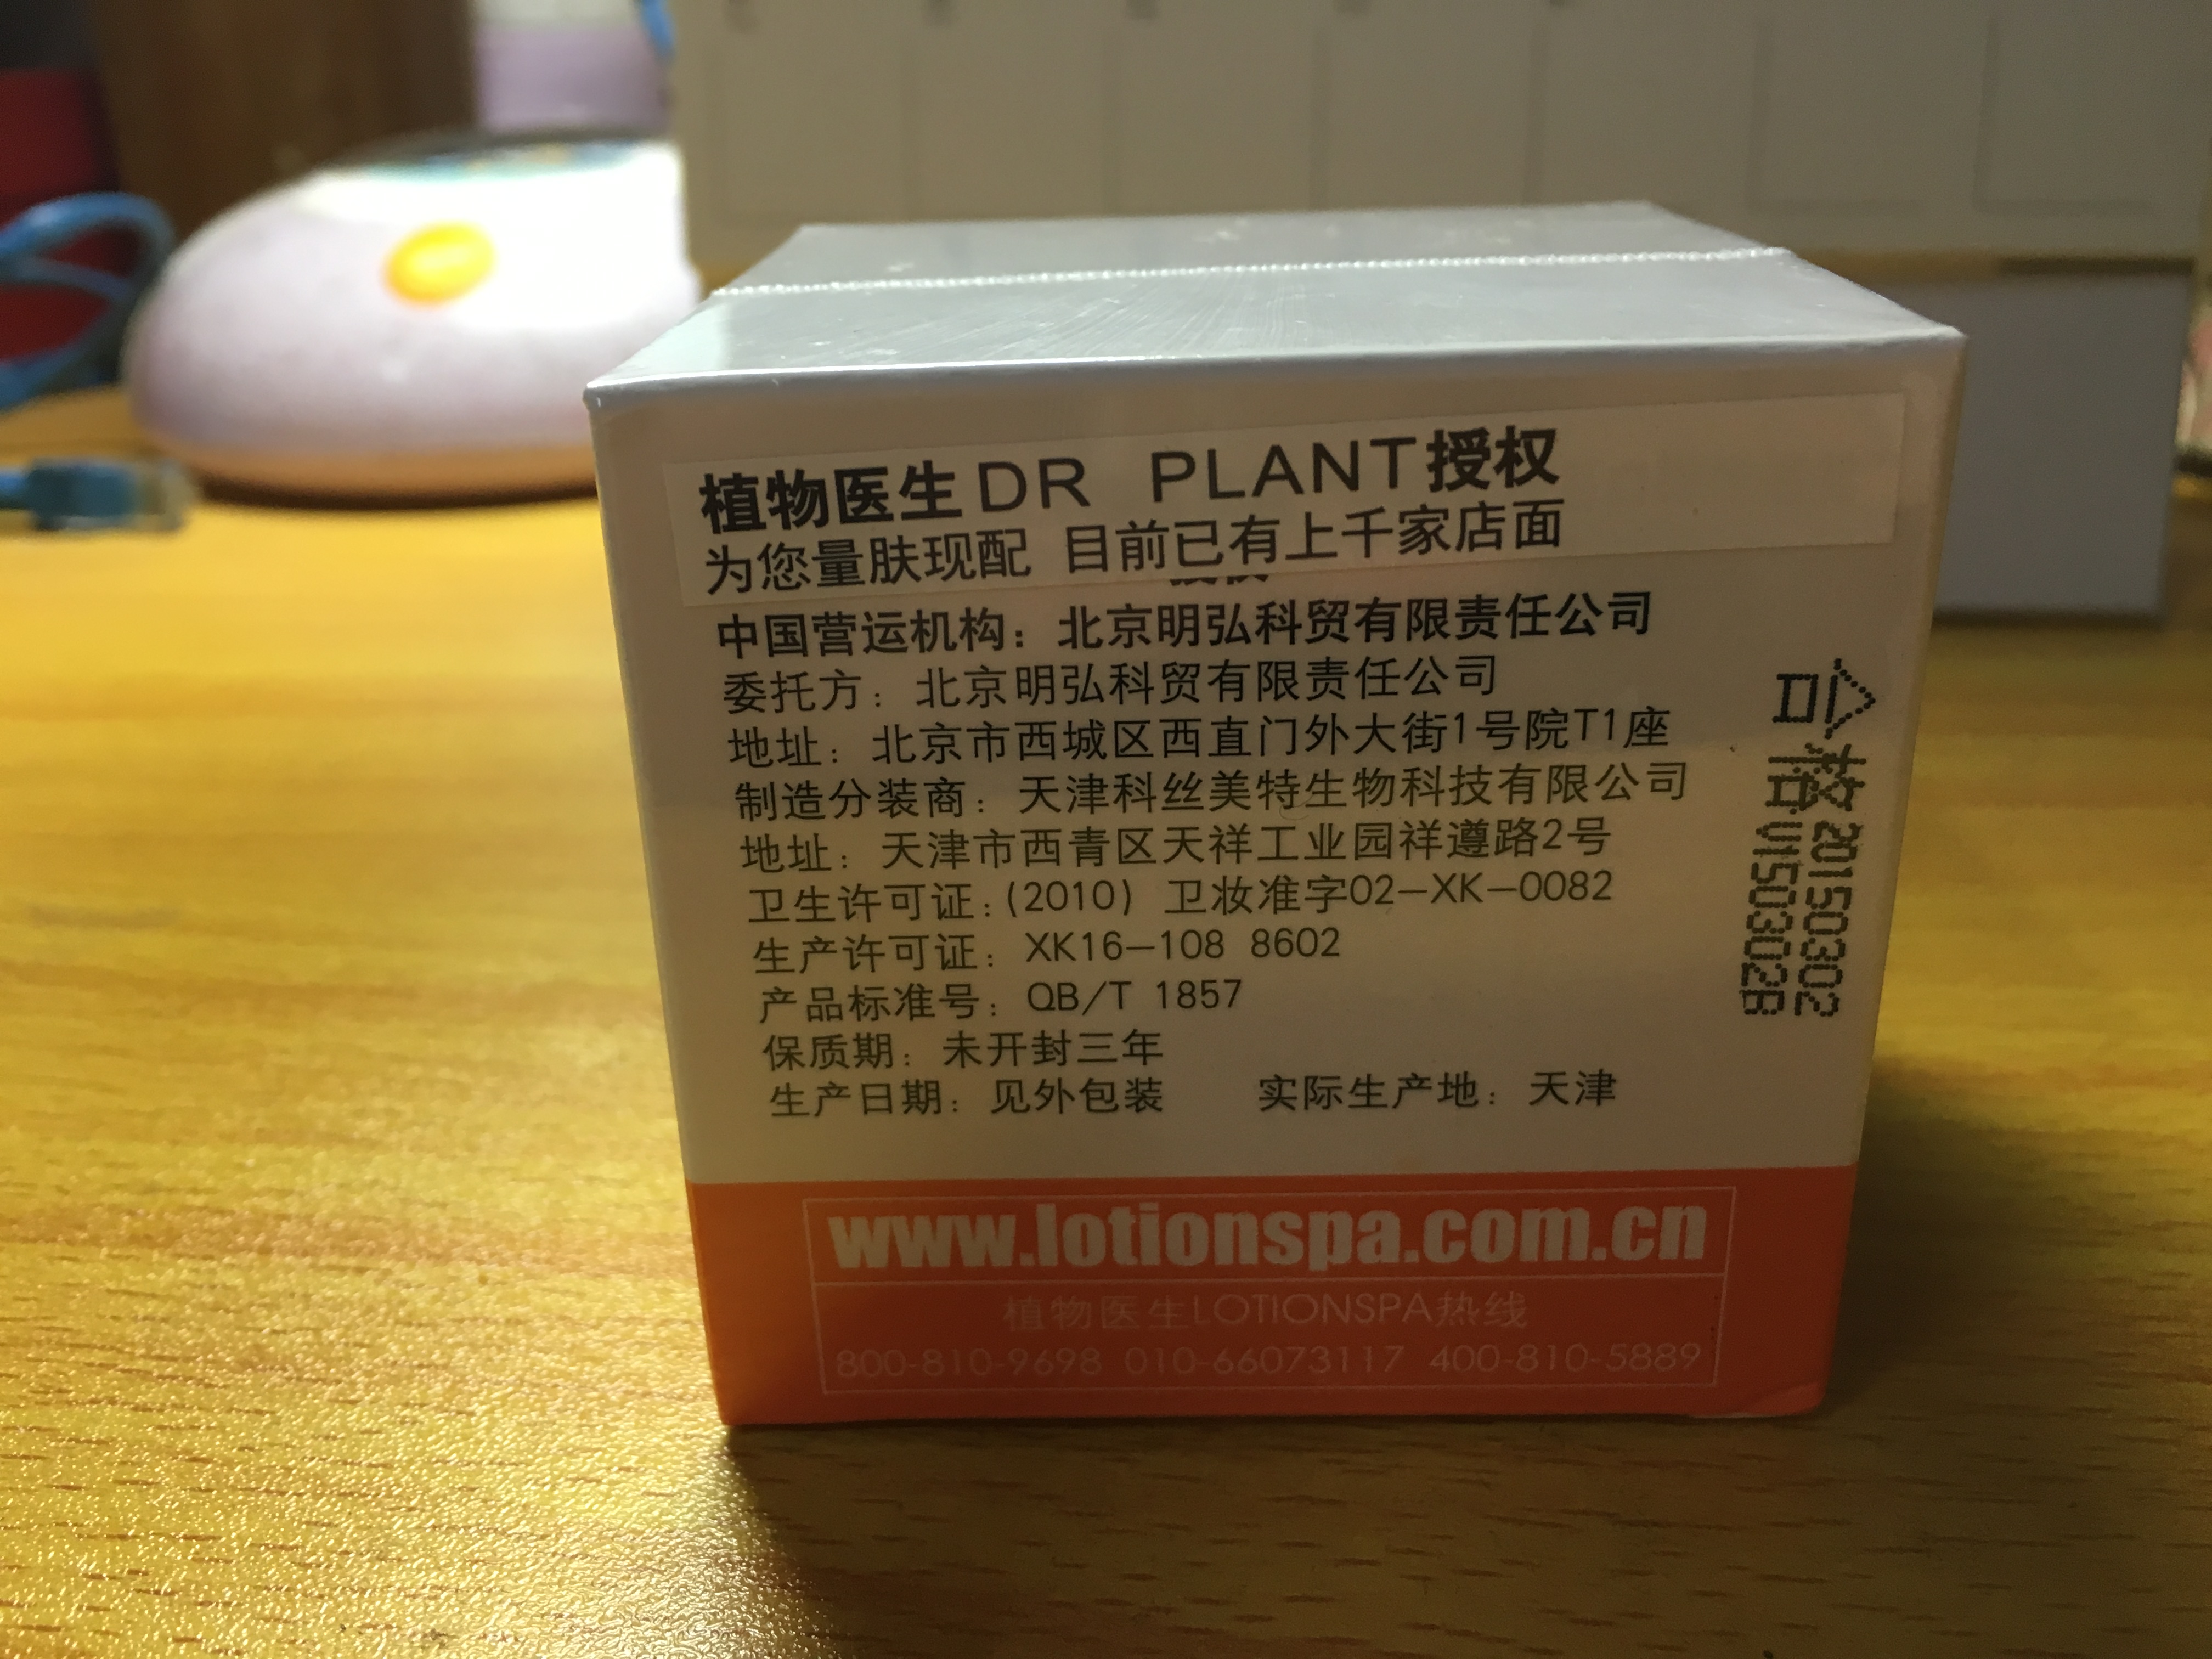 植物医生DR PLANT授权
为您量肤现配 目前已有上千家店面
中国营运机构：北京明弘科贸有限责任公司
委托方：北京明弘科贸有限责任公司
地址：北京市西城区西直门外大街1号院T1座
制造分装商：天津科丝美特生物科技有限公司
地址：天津市西青区天祥工业园祥遵路2号
卫生许可证:(2010) 卫妆准字02-XK-0082
生产许可证：XK16-108 8602
产品标准号：QB/T 1857
保质期：未开封三年
生产日期：见外包装 实际生产地：天津
合格20150302
V150302B
www.lotionspa.com.cn
植物医生LOTIONSPA热线
800-810-9698 010-66073117 400-810-5889